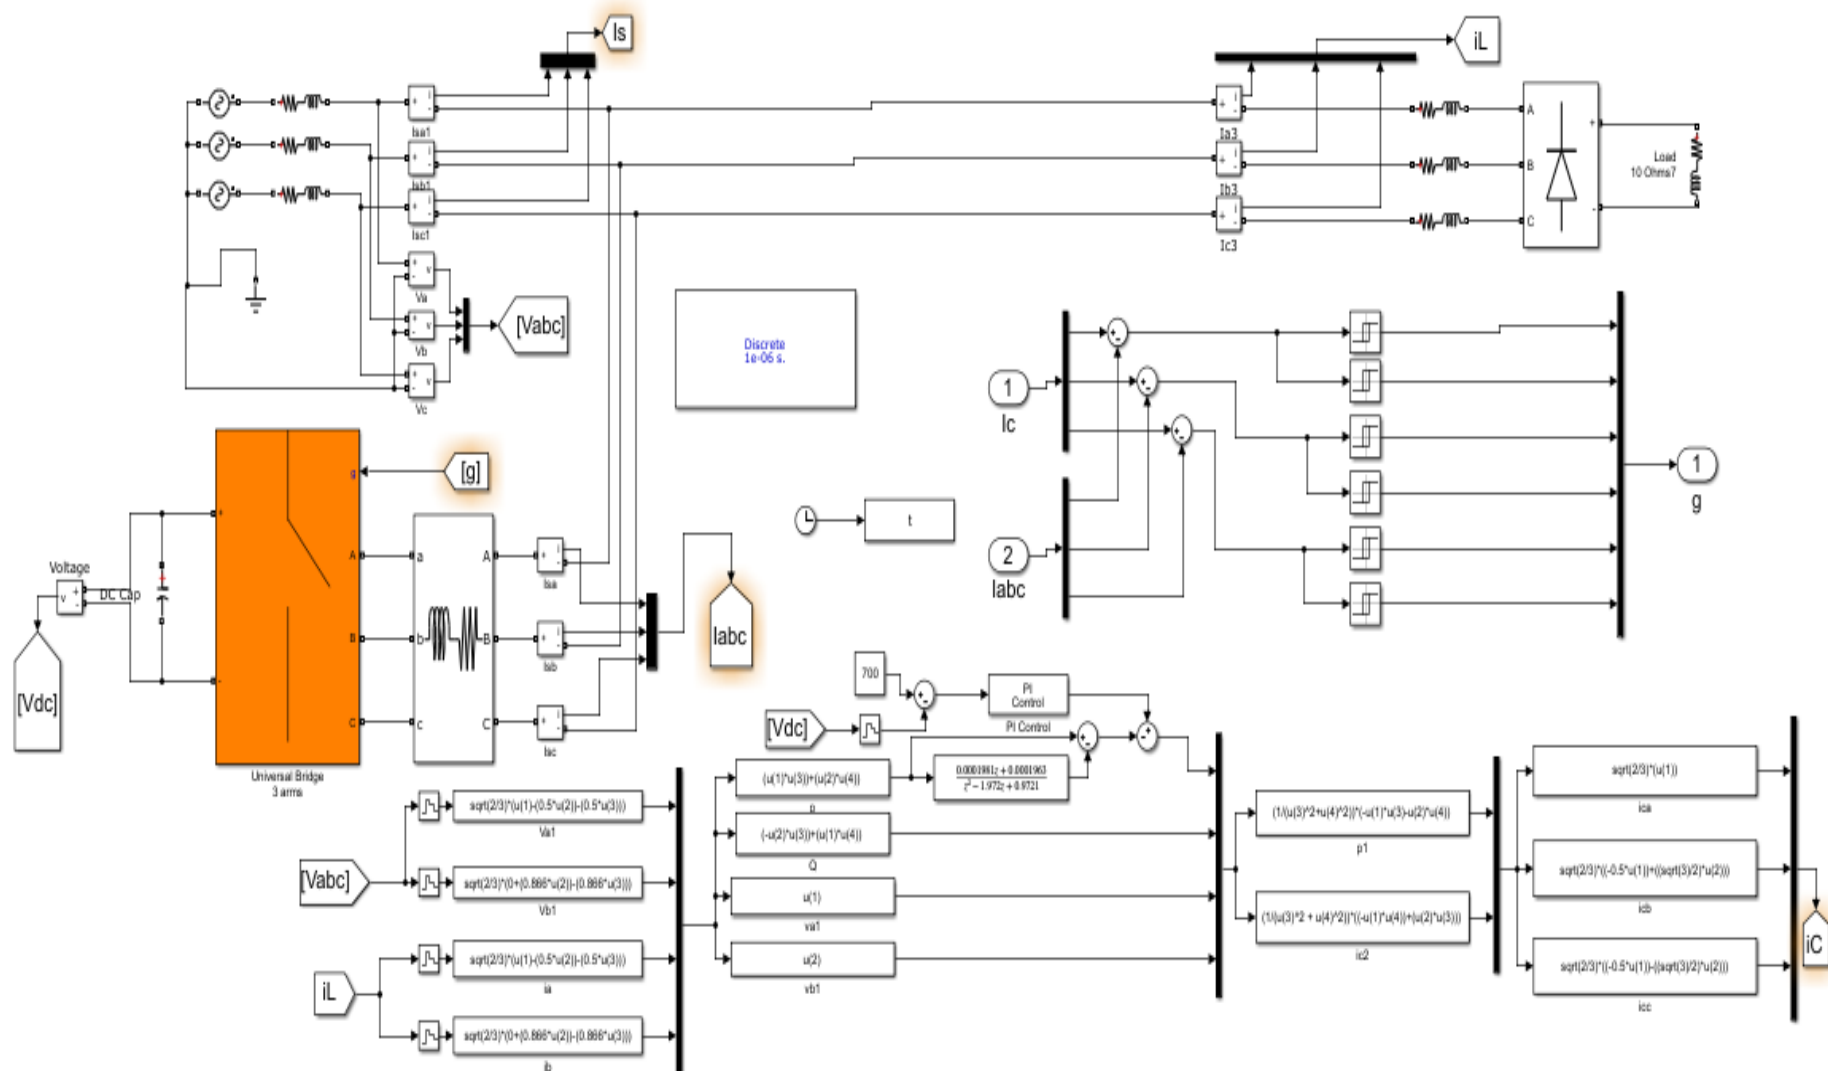 Is
iL
Isa1
Isb1
Isc1
Ia3
Ib3
Ic3
A
B
C
+
-
Load
10 Ohms7
Va
Vb
Vc
[Vabc]
Discrete
1e-06 s.
1
Ic
2
Iabc
1
g
[g]
g
+
-
A
B
C
a
b
c
A
B
C
Isa
Isb
Isc
Iabc
t
Voltage
DC Cap
v
[Vdc]
Universal Bridge
3 arms
700
PI
Control
PI Control
[Vdc]
0.0001981z + 0.0001963
z² − 1.972z + 0.9721
(u(1)*u(3))+(u(2)*u(4))
p
(-u(2)*u(3))+(u(1)*u(4))
Q
u(1)
va1
u(2)
vb1
[Vabc]
sqrt(2/3)*(u(1)-(0.5*u(2))-(0.5*u(3)))
Va1
sqrt(2/3)*(0+(0.866*u(2))-(0.866*u(3)))
Vb1
iL
sqrt(2/3)*(u(1)-(0.5*u(2))-(0.5*u(3)))
ia
sqrt(2/3)*(0+(0.866*u(2))-(0.866*u(3)))
ib
(1/(u(3)^2+u(4)^2))*(-u(1)*u(3)-u(2)*u(4))
p1
(1/(u(3)^2 + u(4)^2))*((-u(1)*u(4))+(u(2)*u(3)))
ic2
sqrt(2/3)*(u(1))
ica
sqrt(2/3)*((-0.5*u(1))+((sqrt(3)/2)*u(2)))
icb
sqrt(2/3)*((-0.5*u(1))-((sqrt(3)/2)*u(2)))
icc
iC